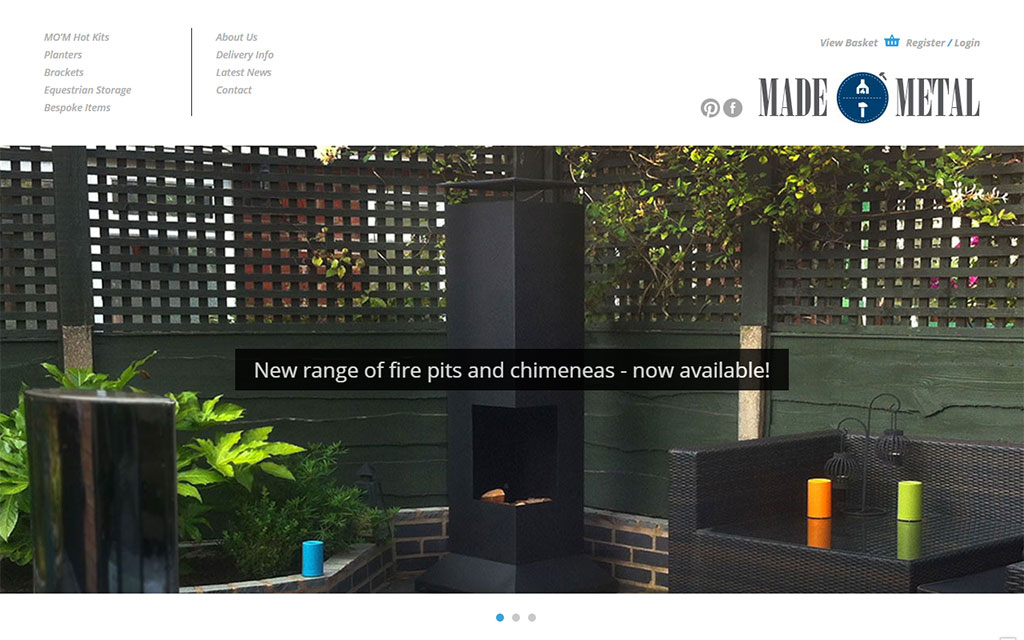 MO'M Hot Kits
Planters
Brackets
Equestrian Storage
Bespoke Items
About Us
Delivery Info
Latest News
Contact
View Basket
Register / Login
MADE METAL
New range of fire pits and chimeneas - now available!